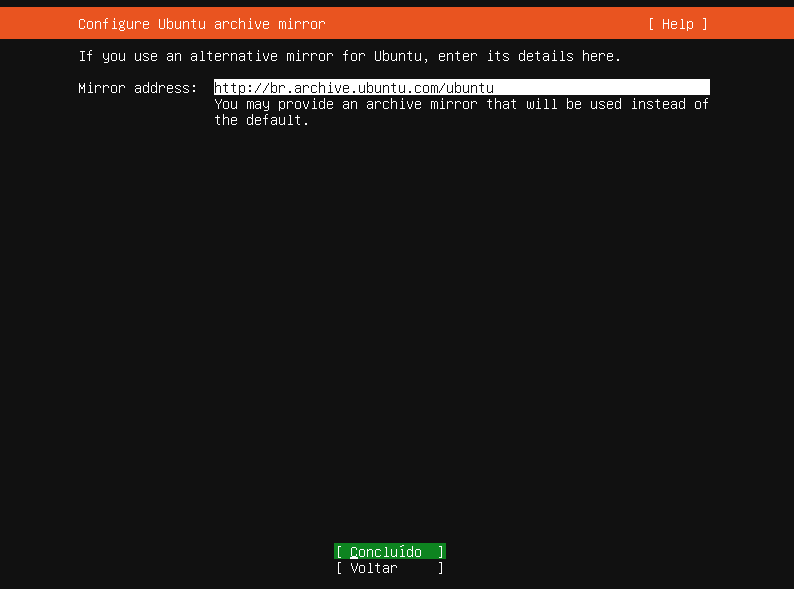 Configure Ubuntu archive mirror [ Help ]
If you use an alternative mirror for Ubuntu, enter its details here.
Mirror address: http://br.archive.ubuntu.com/ubuntu
You may provide an archive mirror that will be used instead of
the default.
[ Concluído ]
[ Voltar ]